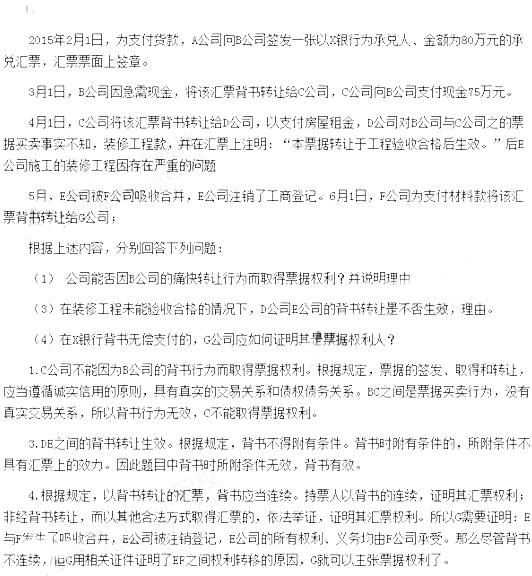 2015年2月1日，为支付货款，A公司向B公司签发一张以X银行为承兑人、金额为80万元的承
兑汇票，汇票票面上签章。
3月1日，B公司因急需现金，将该汇票背书转让给C公司，C公司向B公司支付现金75万元。
4月1日，C公司将该汇票背书转让给D公司，以支付房屋租金，D公司对B公司与C公司之的票
据买卖事实不知，装修工程款，并在汇票上注明：“本票据转让于工程验收合格后生效。”后E
公司施工的装修工程因存在严重的问题
5月，E公司被F公司吸收合并，E公司注销了工商登记。6月1日，F公司为支付材料款将该汇
票背书转让给G公司；
根据上述内容，分别回答下列问题：
（1） 公司能否因B公司的痛快转让行为而取得票据权利？并说明理由
（3）在装修工程未能验收合格的情况下，D公司E公司的背书转让是不否生效，理由。
（4）在X银行背书无偿支付的，G公司应如何证明其是票据权利人？
1.C公司不能因为B公司的背书行为而取得票据权利。根据规定，票据的签发、取得和转让，
应当遵循诚实信用的原则，具有真实的交易关系和债权债务关系。BC之间是票据买卖行为，没有
真实交易关系，所以背书行为无效，C不能取得票据权利。
3.DE之间的背书转让生效。根据规定，背书不得附有条件。背书时附有条件的，所附条件不
具有汇票上的效力。因此题目中背书时所附条件无效，背书有效。
4.根据规定，以背书转让的汇票，背书应当连续。持票人以背书的连续，证明其汇票权利；
非经背书转让，而以其他合法方式取得汇票的，依法举证，证明其汇票权利。所以G需要证明：E
与F发生了吸收合并，E公司被注销登记，E公司的所有权利、义务均由F公司承受。那么尽管背书
不连续，但G用相关证件证明了EF之间权利转移的原因，G就可以主张票据权利了。